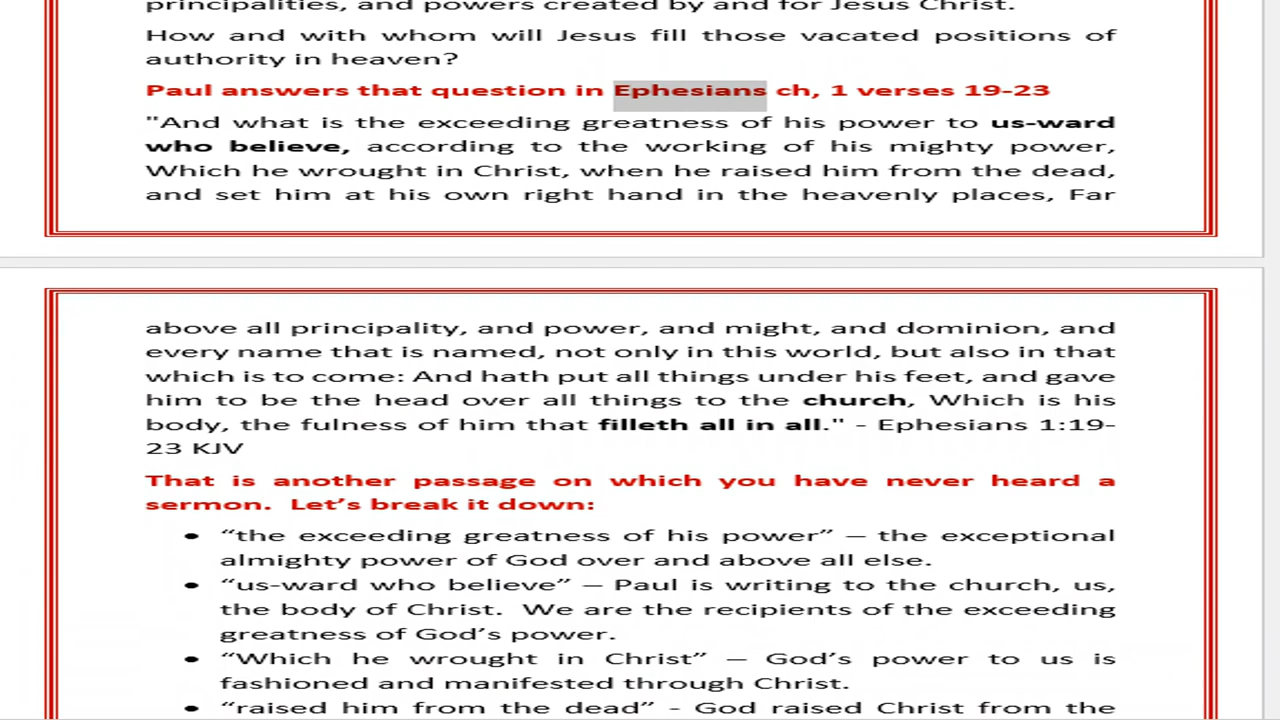 principalities, and powers created by and for Jesus Christ.
How and with whom will Jesus fill those vacated positions of
authority in heaven?
Paul answers that question in Ephesians ch, 1 verses 19-23
"And what is the exceeding greatness of his power to us-ward
who believe, according to the working of his mighty power,
Which he wrought in Christ, when he raised him from the dead,
and set him at his own right hand in the heavenly places, Far
above all principality, and power, and might, and dominion, and
every name that is named, not only in this world, but also in that
which is to come: And hath put all things under his feet, and gave
him to be the head over all things to the church, Which is his
body, the fulness of him that filleth all in all." - Ephesians 1:19-
23 KJV
That is another passage on which you have never heard a
sermon. Let’s break it down:
• “the exceeding greatness of his power” – the exceptional
almighty power of God over and above all else.
• “us-ward who believe” – Paul is writing to the church, us,
the body of Christ. We are the recipients of the exceeding
greatness of God’s power.
• “Which he wrought in Christ” – God’s power to us is
fashioned and manifested through Christ.
• “raised him from the dead” - God raised Christ from the